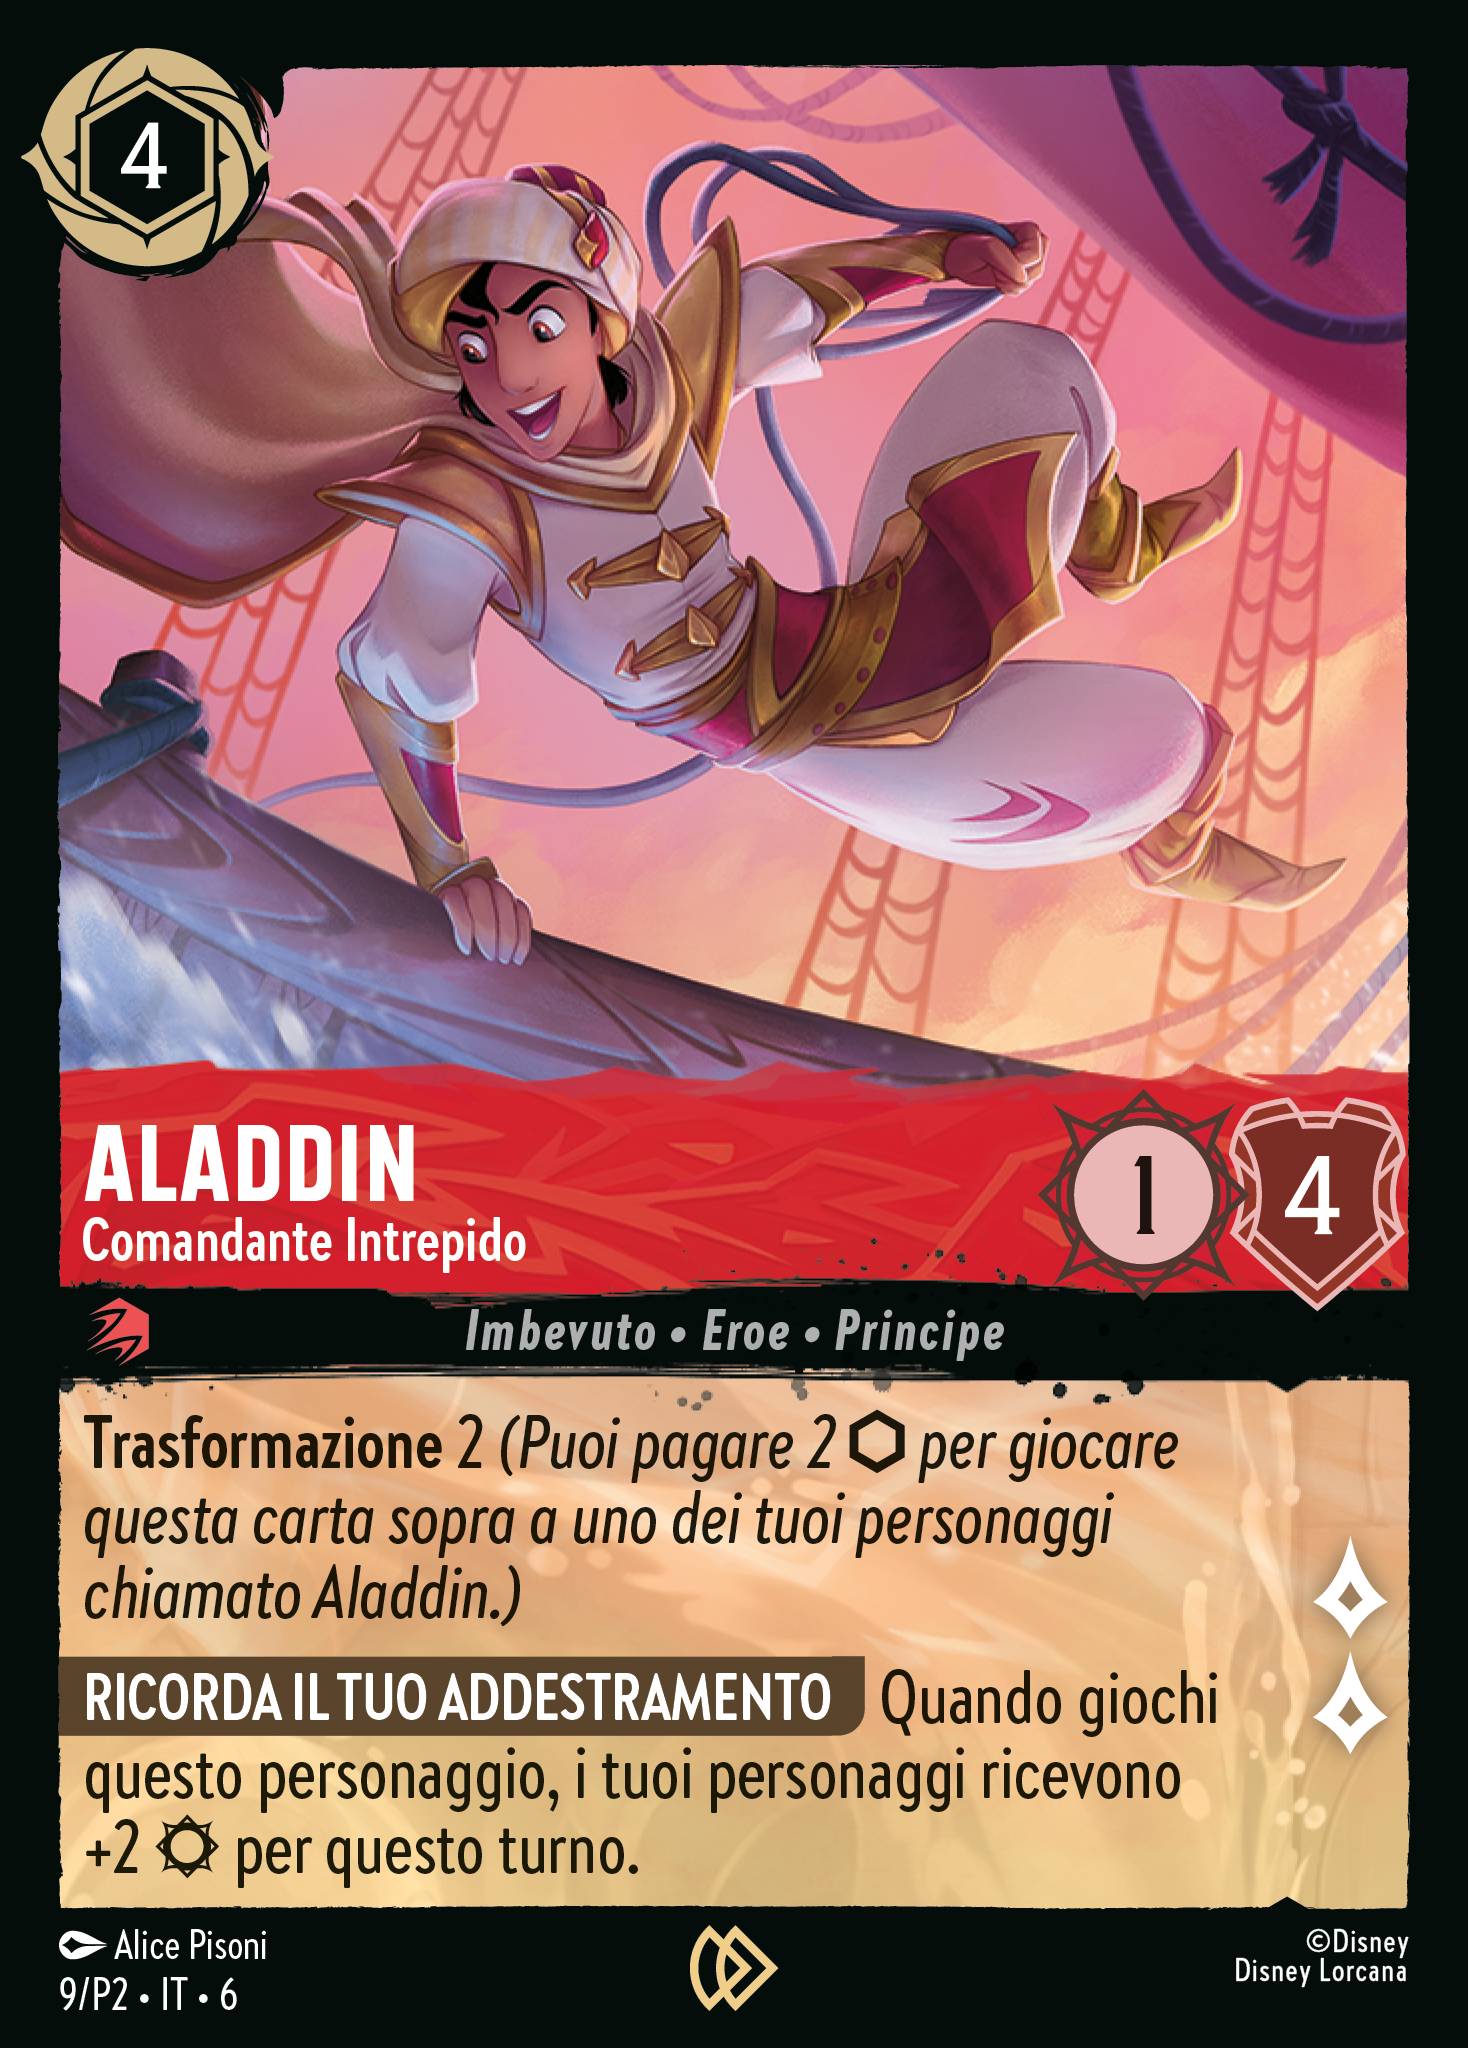 4
ALADDIN
Comandante Intrepido
1
4
Imbevuto • Eroe • Principe
Trasformazione 2 (Puoi pagare 2 ⬡ per giocare
questa carta sopra a uno dei tuoi personaggi
chiamato Aladdin.)
RICORDA IL TUO ADDESTRAMENTO Quando giochi
questo personaggio, i tuoi personaggi ricevono
+2 per questo turno.
Alice Pisoni
9/P2 • IT • 6
©Disney
Disney Lorcana